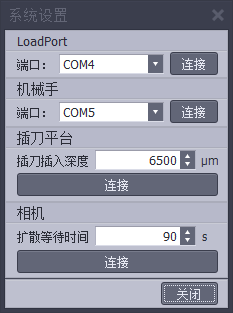 系统设置
LoadPort
端口: COM4 连接
机械手
端口: COM5 连接
插刀平台
插刀插入深度 6500 μm
连接
相机
扩散等待时间 90 s
连接
关闭